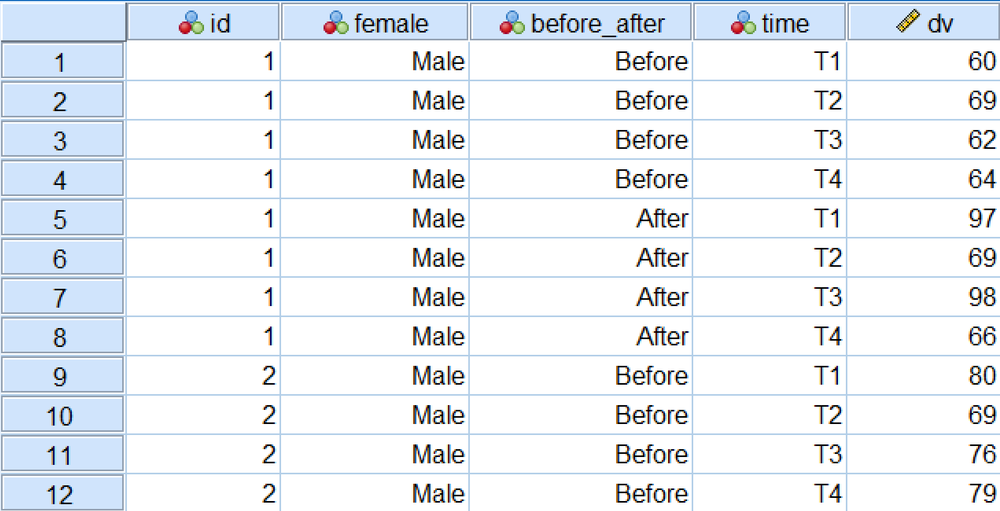 id female before_after time dv
1 1 Male Before T1 60
2 1 Male Before T2 69
3 1 Male Before T3 62
4 1 Male Before T4 64
5 1 Male After T1 97
6 1 Male After T2 69
7 1 Male After T3 98
8 1 Male After T4 66
9 2 Male Before T1 80
10 2 Male Before T2 69
11 2 Male Before T3 76
12 2 Male Before T4 79